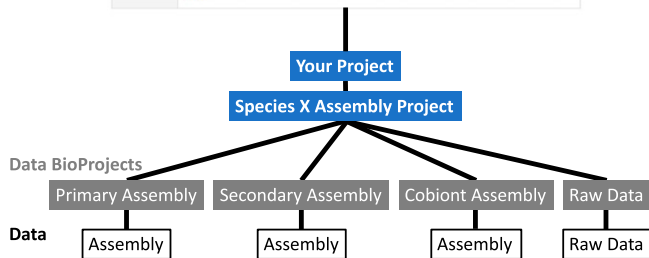 Your Project
Species X Assembly Project
Data BioProjects
Primary Assembly Secondary Assembly Cobiont Assembly Raw Data
Data
Assembly Assembly Assembly Raw Data